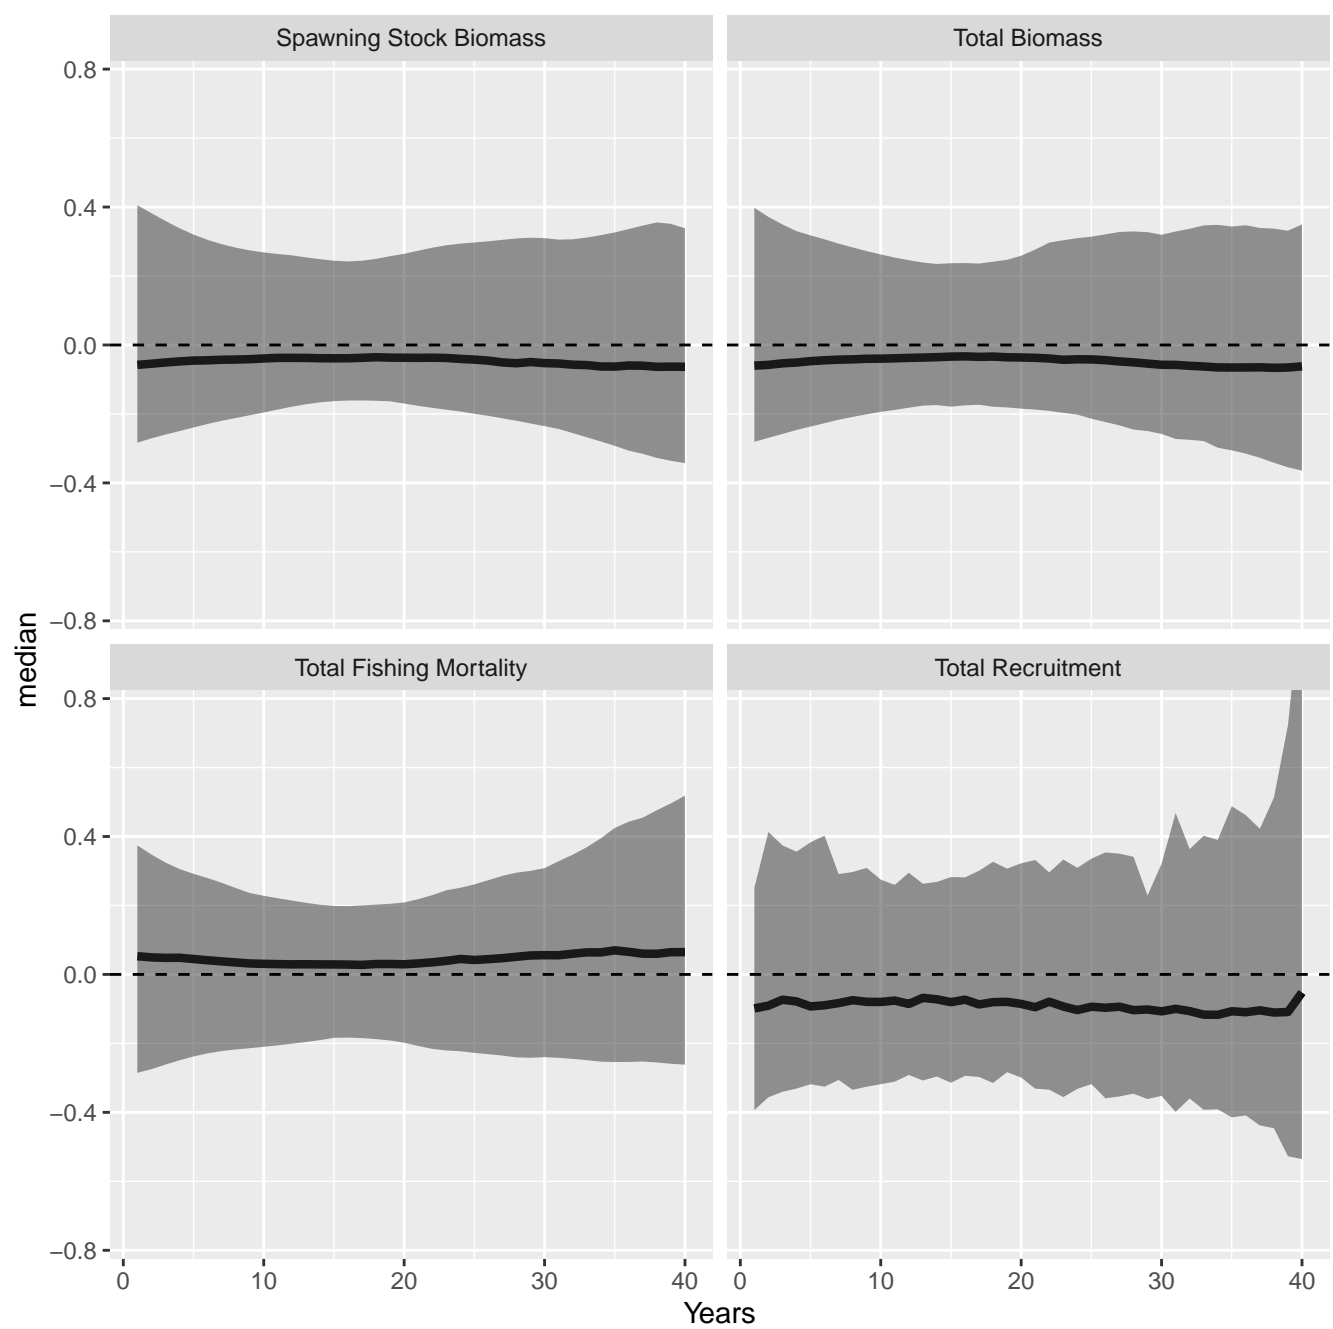 Spawning Stock Biomass
Total Biomass
0.8
0.4
0.0
−0.4
−0.8
median
Total Fishing Mortality
Total Recruitment
0.8
0.4
0.0
−0.4
−0.8
0 10 20 30 40
0 10 20 30 40
Years